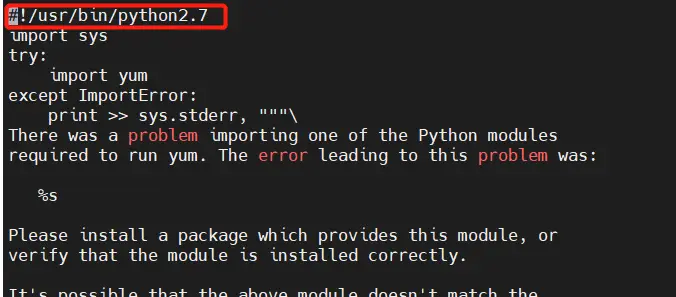 #!/usr/bin/python2.7
import sys
try:
    import yum
except ImportError:
    print >> sys.stderr, """\
There was a problem importing one of the Python modules
required to run yum. The error leading to this problem was:
   %s
Please install a package which provides this module, or
verify that the module is installed correctly.
It's possible that the above module doesn't match the